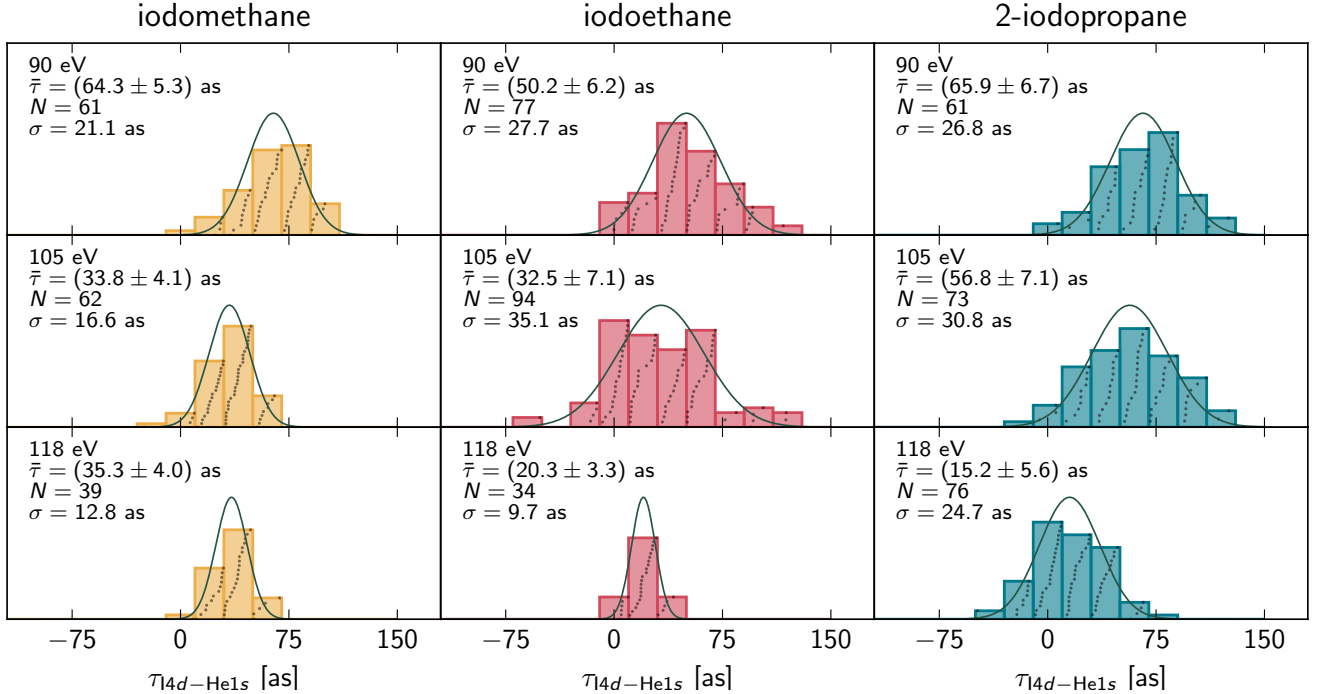 iodomethane
iodoethane
2-iodopropane
90 eV
τ̄ = (64.3 ± 5.3) as
N = 61
σ = 21.1 as
90 eV
τ̄ = (50.2 ± 6.2) as
N = 77
σ = 27.7 as
90 eV
τ̄ = (65.9 ± 6.7) as
N = 61
σ = 26.8 as
105 eV
τ̄ = (33.8 ± 4.1) as
N = 62
σ = 16.6 as
105 eV
τ̄ = (32.5 ± 7.1) as
N = 94
σ = 35.1 as
105 eV
τ̄ = (56.8 ± 7.1) as
N = 73
σ = 30.8 as
118 eV
τ̄ = (35.3 ± 4.0) as
N = 39
σ = 12.8 as
118 eV
τ̄ = (20.3 ± 3.3) as
N = 34
σ = 9.7 as
118 eV
τ̄ = (15.2 ± 5.6) as
N = 76
σ = 24.7 as
−75 0 75 150
−75 0 75 150
−75 0 75 150
τI4d−He1s [as]
τI4d−He1s [as]
τI4d−He1s [as]